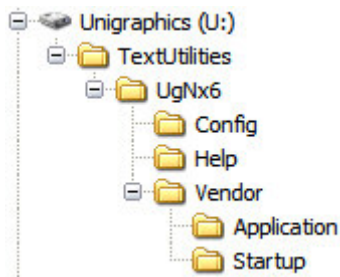 Unigraphics (U:)
TextUtilities
UgNx6
Config
Help
Vendor
Application
Startup